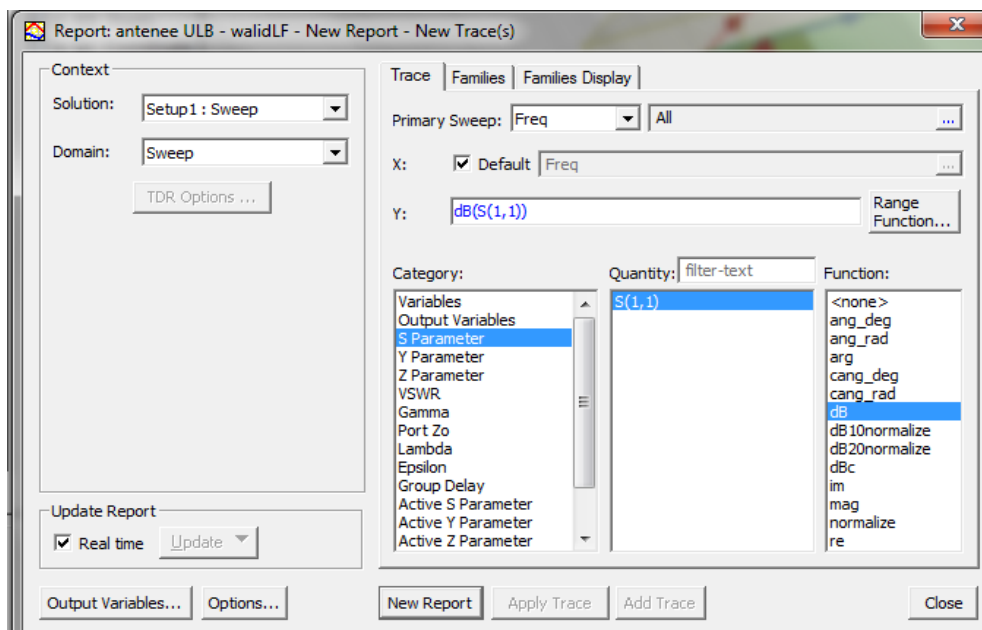 Report: antenee ULB - walidLF - New Report - New Trace(s)
Context
Solution: Setup1 : Sweep
Domain: Sweep
TDR Options ...
Update Report
Real time Update
Output Variables... Options...
Trace Families Families Display
Primary Sweep: Freq All ...
X: Default Freq ...
Y: dB(S(1,1)) Range Function...
Category: Quantity: filter-text Function:
Variables
Output Variables
S Parameter
Y Parameter
Z Parameter
VSWR
Gamma
Port Zo
Lambda
Epsilon
Group Delay
Active S Parameter
Active Y Parameter
Active Z Parameter
S(1,1)
<none>
ang_deg
ang_rad
arg
cang_deg
cang_rad
dB
dB10normalize
dB20normalize
dBc
im
mag
normalize
re
New Report Apply Trace Add Trace Close